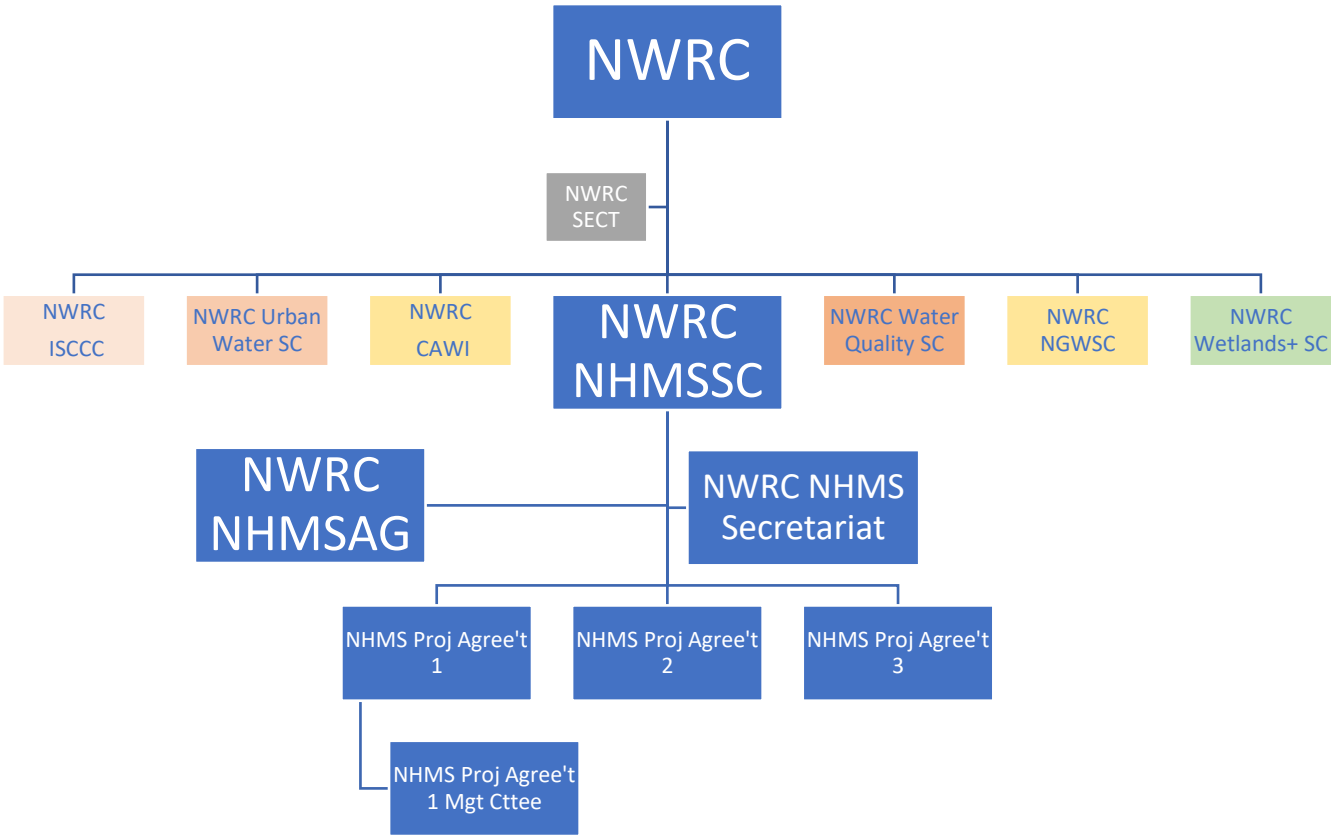 NWRC
NWRC
SECT
NWRC
ISCCC
NWRC Urban
Water SC
NWRC
CAWI
NWRC
NHMSSC
NWRC Water
Quality SC
NWRC
NGWSC
NWRC
Wetlands+ SC
NWRC
NHMSAG
NWRC NHMS
Secretariat
NHMS Proj Agree't
1
NHMS Proj Agree't
2
NHMS Proj Agree't
3
NHMS Proj Agree't
1 Mgt Cttee